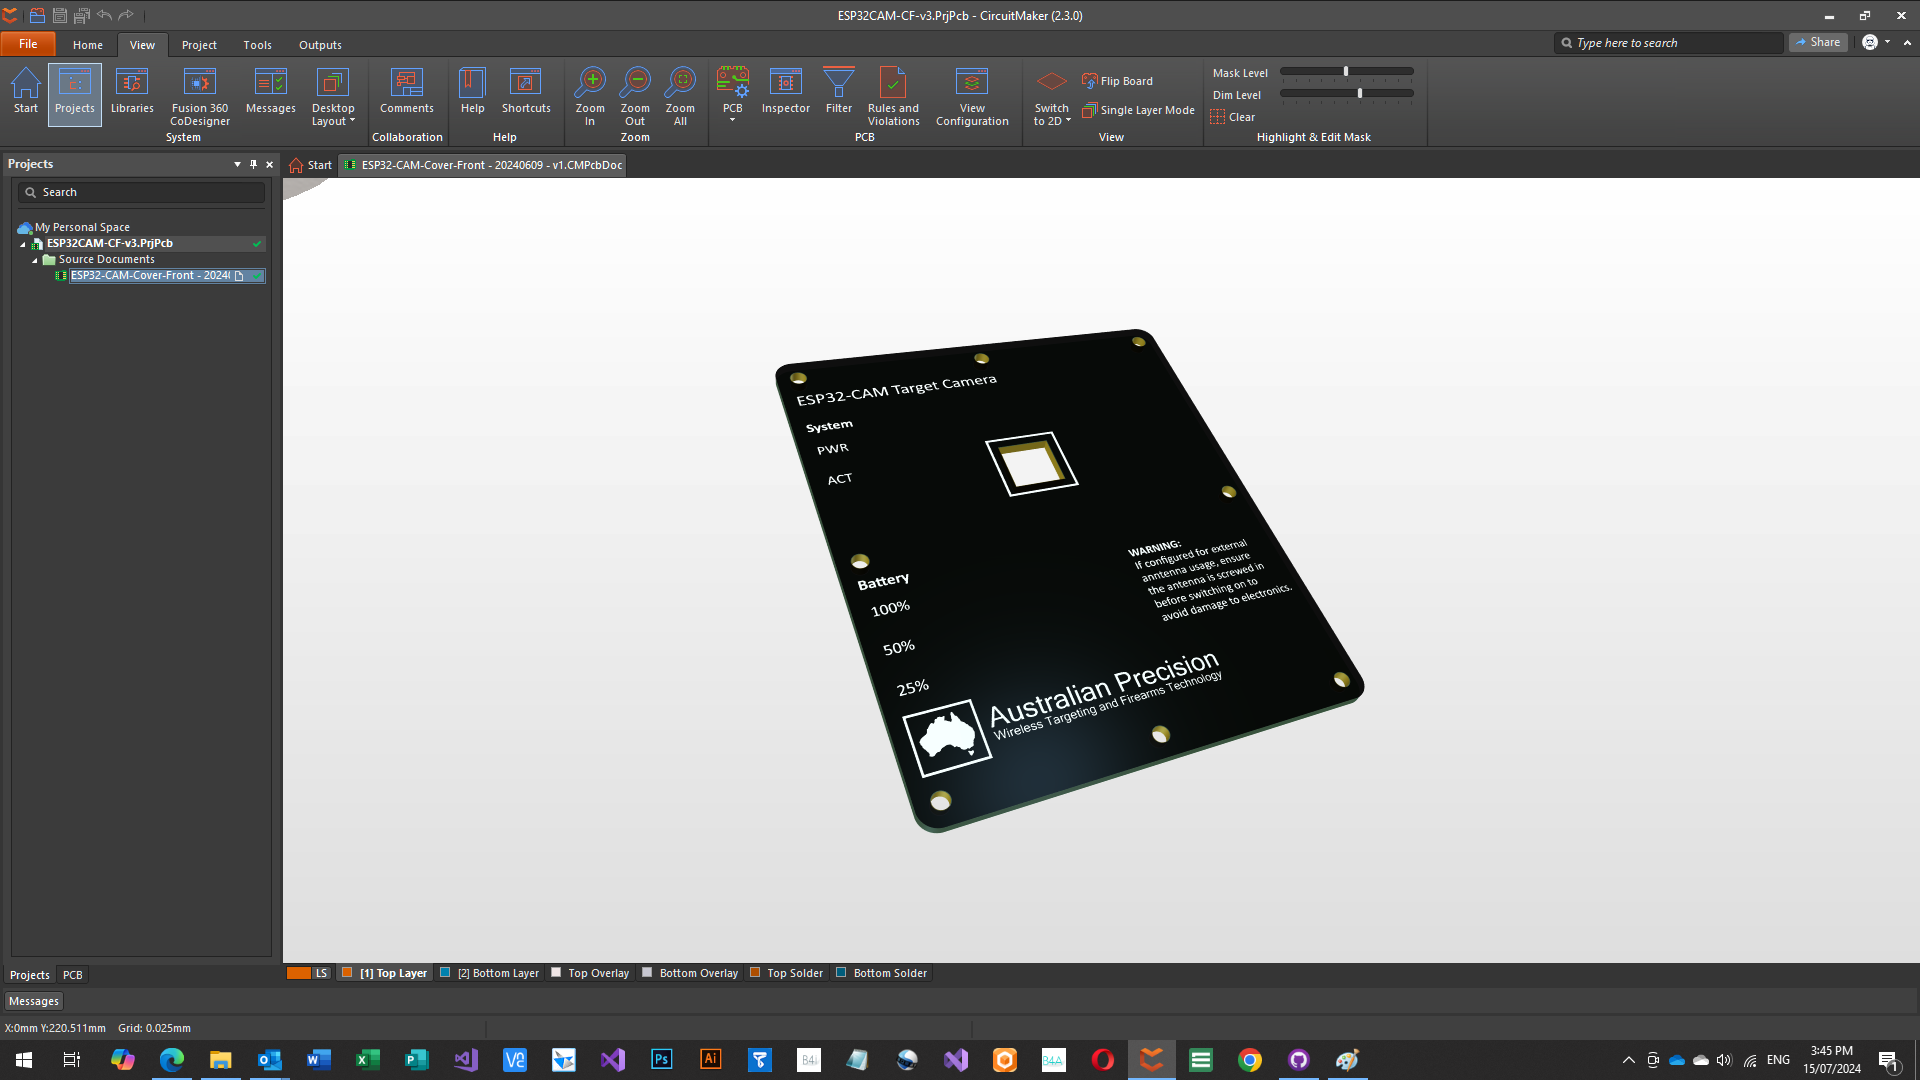 ESP32CAM-CF-v3.PrjPcb - CircuitMaker (2.3.0)
File
Home
View
Project
Tools
Outputs
Type here to search
Share
Start
Projects
Libraries
Fusion 360
CoDesigner
Messages
Desktop
Layout
System
Comments
Collaboration
Help
Shortcuts
Help
Zoom
In
Zoom
Out
Zoom
All
Zoom
PCB
Inspector
Filter
Rules and
Violations
View
Configuration
PCB
Switch
to 2D
Flip Board
Single Layer Mode
View
Mask Level
Dim Level
Clear
Highlight & Edit Mask
Projects
Search
My Personal Space
ESP32CAM-CF-v3.PrjPcb
Source Documents
ESP32-CAM-Cover-Front - 2024
Start
ESP32-CAM-Cover-Front - 20240609 - v1.CMPcbDoc
ESP32-CAM Target Camera
System
PWR
ACT
Battery
100%
50%
25%
WARNING:
If configured for external
anntenna usage, ensure
the antenna is screwed in
before switching on to
avoid damage to electronics.
Australian Precision
Wireless Targeting and Firearms Technology
Projects
PCB
LS
[1] Top Layer
[2] Bottom Layer
Top Overlay
Bottom Overlay
Top Solder
Bottom Solder
Messages
X:0mm Y:220.511mm Grid: 0.025mm
Ps
Ai
B4i
B4A
ENG
3:45 PM
15/07/2024
1